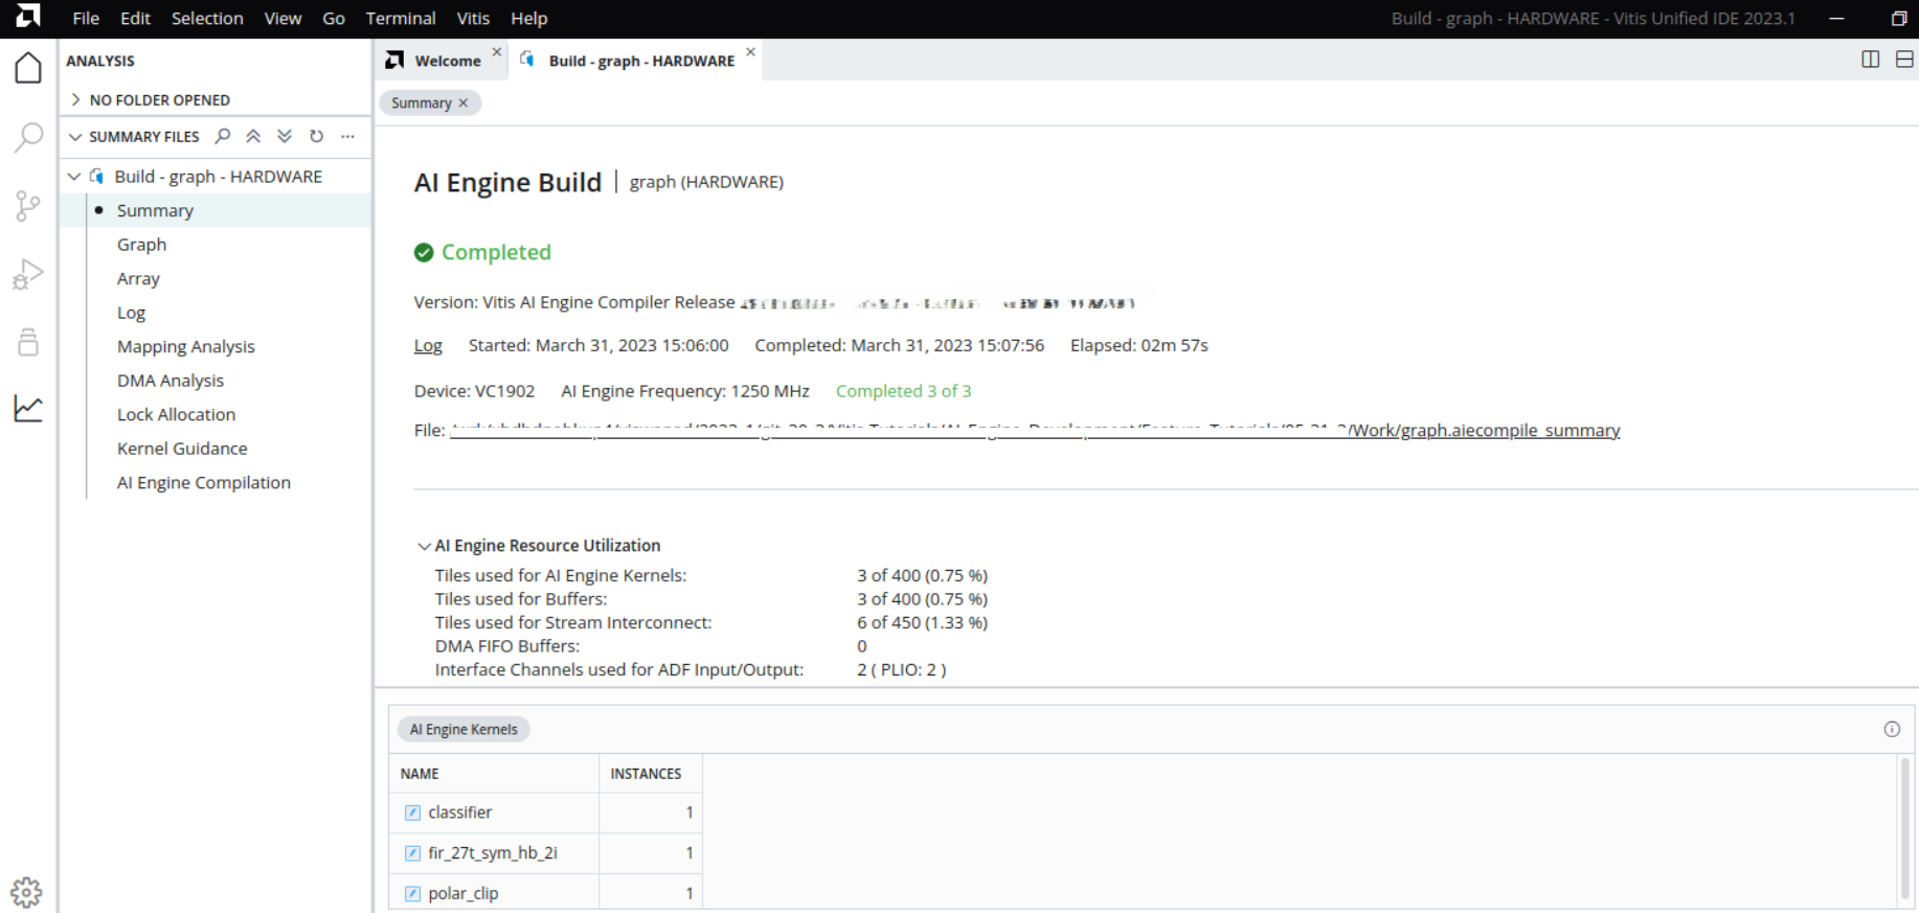 File Edit Selection View Go Terminal Vitis Help
Build - graph - HARDWARE - Vitis Unified IDE 2023.1
ANALYSIS
NO FOLDER OPENED
SUMMARY FILES
Build - graph - HARDWARE
Summary
Graph
Array
Log
Mapping Analysis
DMA Analysis
Lock Allocation
Kernel Guidance
AI Engine Compilation
Welcome
Build - graph - HARDWARE
Summary
AI Engine Build | graph (HARDWARE)
Completed
Version: Vitis AI Engine Compiler Release
Log Started: March 31, 2023 15:06:00 Completed: March 31, 2023 15:07:56 Elapsed: 02m 57s
Device: VC1902 AI Engine Frequency: 1250 MHz Completed 3 of 3
File: /Work/graph.aiecompile_summary
AI Engine Resource Utilization
Tiles used for AI Engine Kernels: 3 of 400 (0.75 %)
Tiles used for Buffers: 3 of 400 (0.75 %)
Tiles used for Stream Interconnect: 6 of 450 (1.33 %)
DMA FIFO Buffers: 0
Interface Channels used for ADF Input/Output: 2 ( PLIO: 2 )
AI Engine Kernels
NAME INSTANCES
classifier 1
fir_27t_sym_hb_2i 1
polar_clip 1